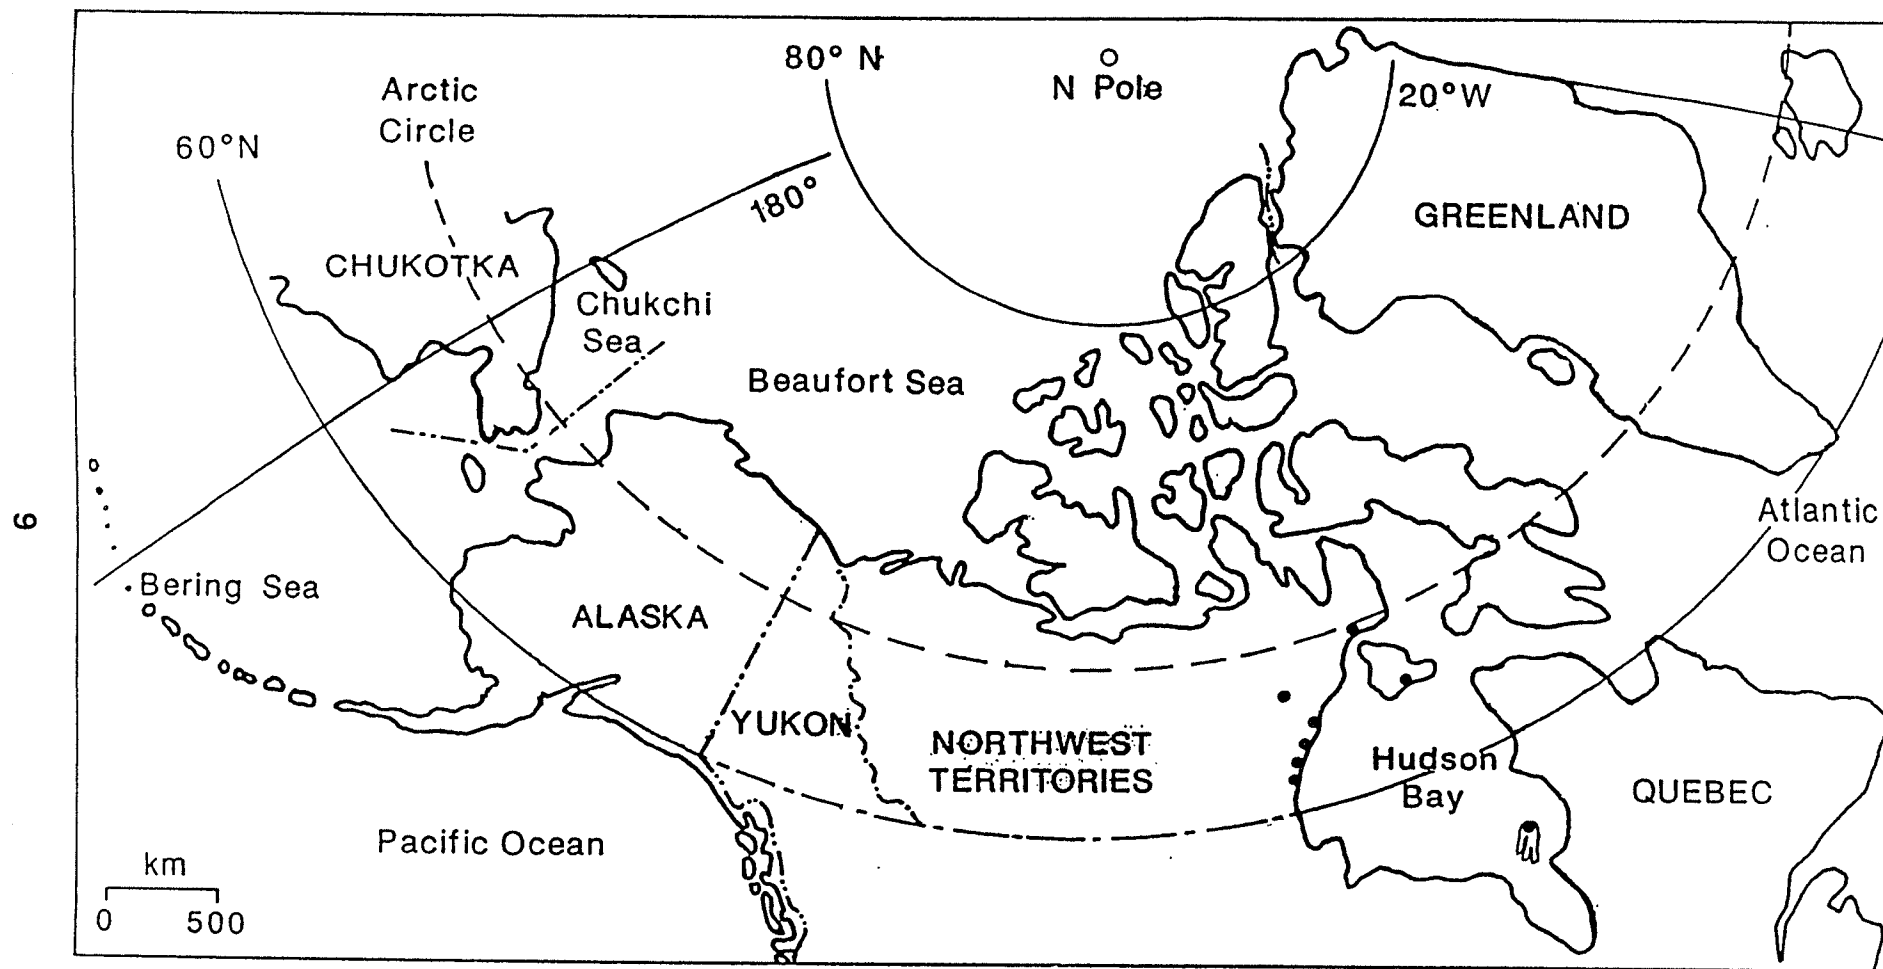 80° N
N Pole
20°W
Arctic
Circle
60°N
180°
GREENLAND
CHUKOTKA
Chukchi
Sea
Beaufort Sea
9
Atlantic
Ocean
Bering Sea
ALASKA
YUKON
NORTHWEST
TERRITORIES
Hudson
Bay
QUEBEC
Pacific Ocean
km
0 500